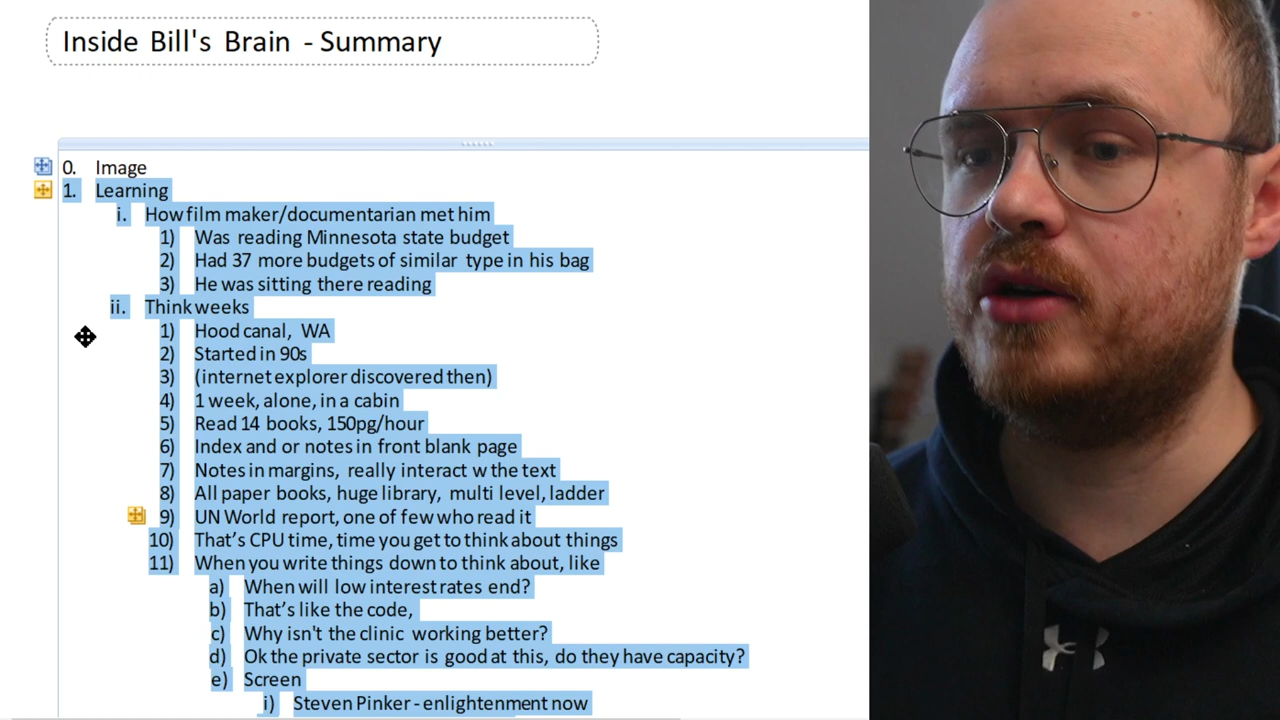 Inside Bill's Brain - Summary
0. Image
1. Learning
i. How film maker/documentarian met him
1) Was reading Minnesota state budget
2) Had 37 more budgets of similar type in his bag
3) He was sitting there reading
ii. Think weeks
1) Hood canal, WA
2) Started in 90s
3) (internet explorer discovered then)
4) 1 week, alone, in a cabin
5) Read 14 books, 150pg/hour
6) Index and or notes in front blank page
7) Notes in margins, really interact w the text
8) All paper books, huge library, multi level, ladder
9) UN World report, one of few who read it
10) That's CPU time, time you get to think about things
11) When you write things down to think about, like
a) When will low interest rates end?
b) That's like the code,
c) Why isn't the clinic working better?
d) Ok the private sector is good at this, do they have capacity?
e) Screen
i) Steven Pinker - enlightenment now